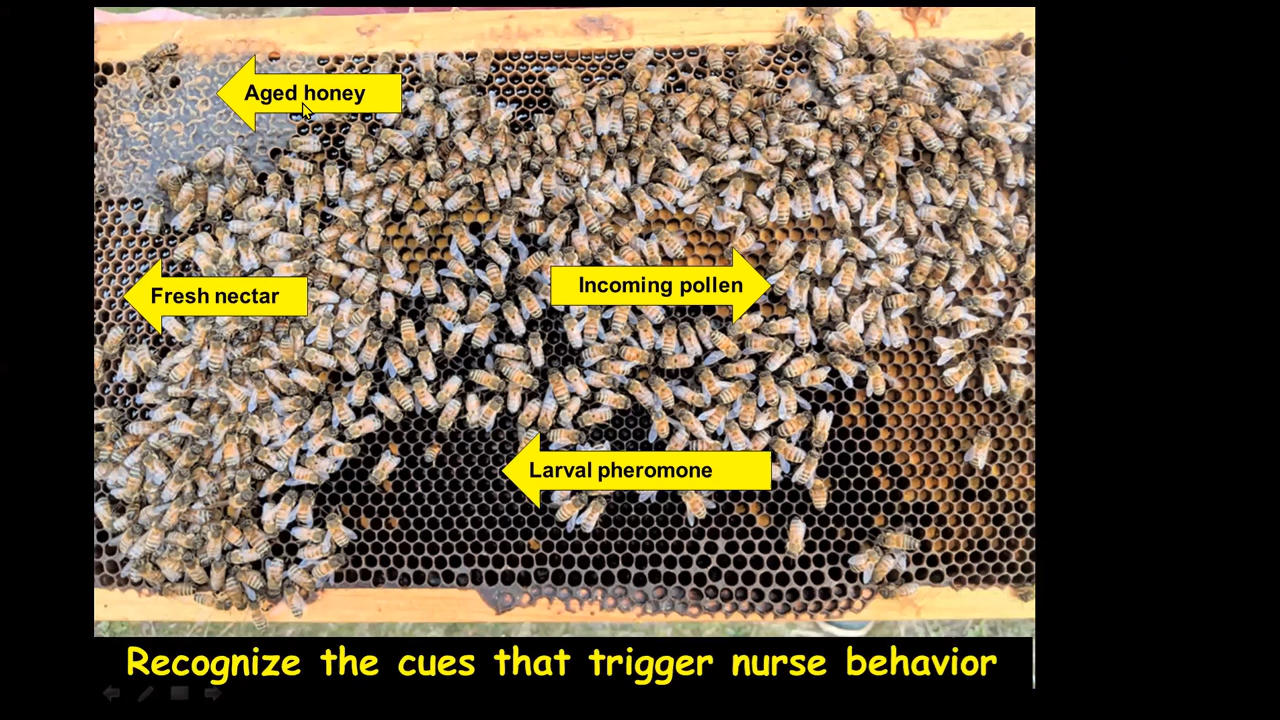 Aged honey
Fresh nectar
Incoming pollen
Larval pheromone
Recognize the cues that trigger nurse behavior